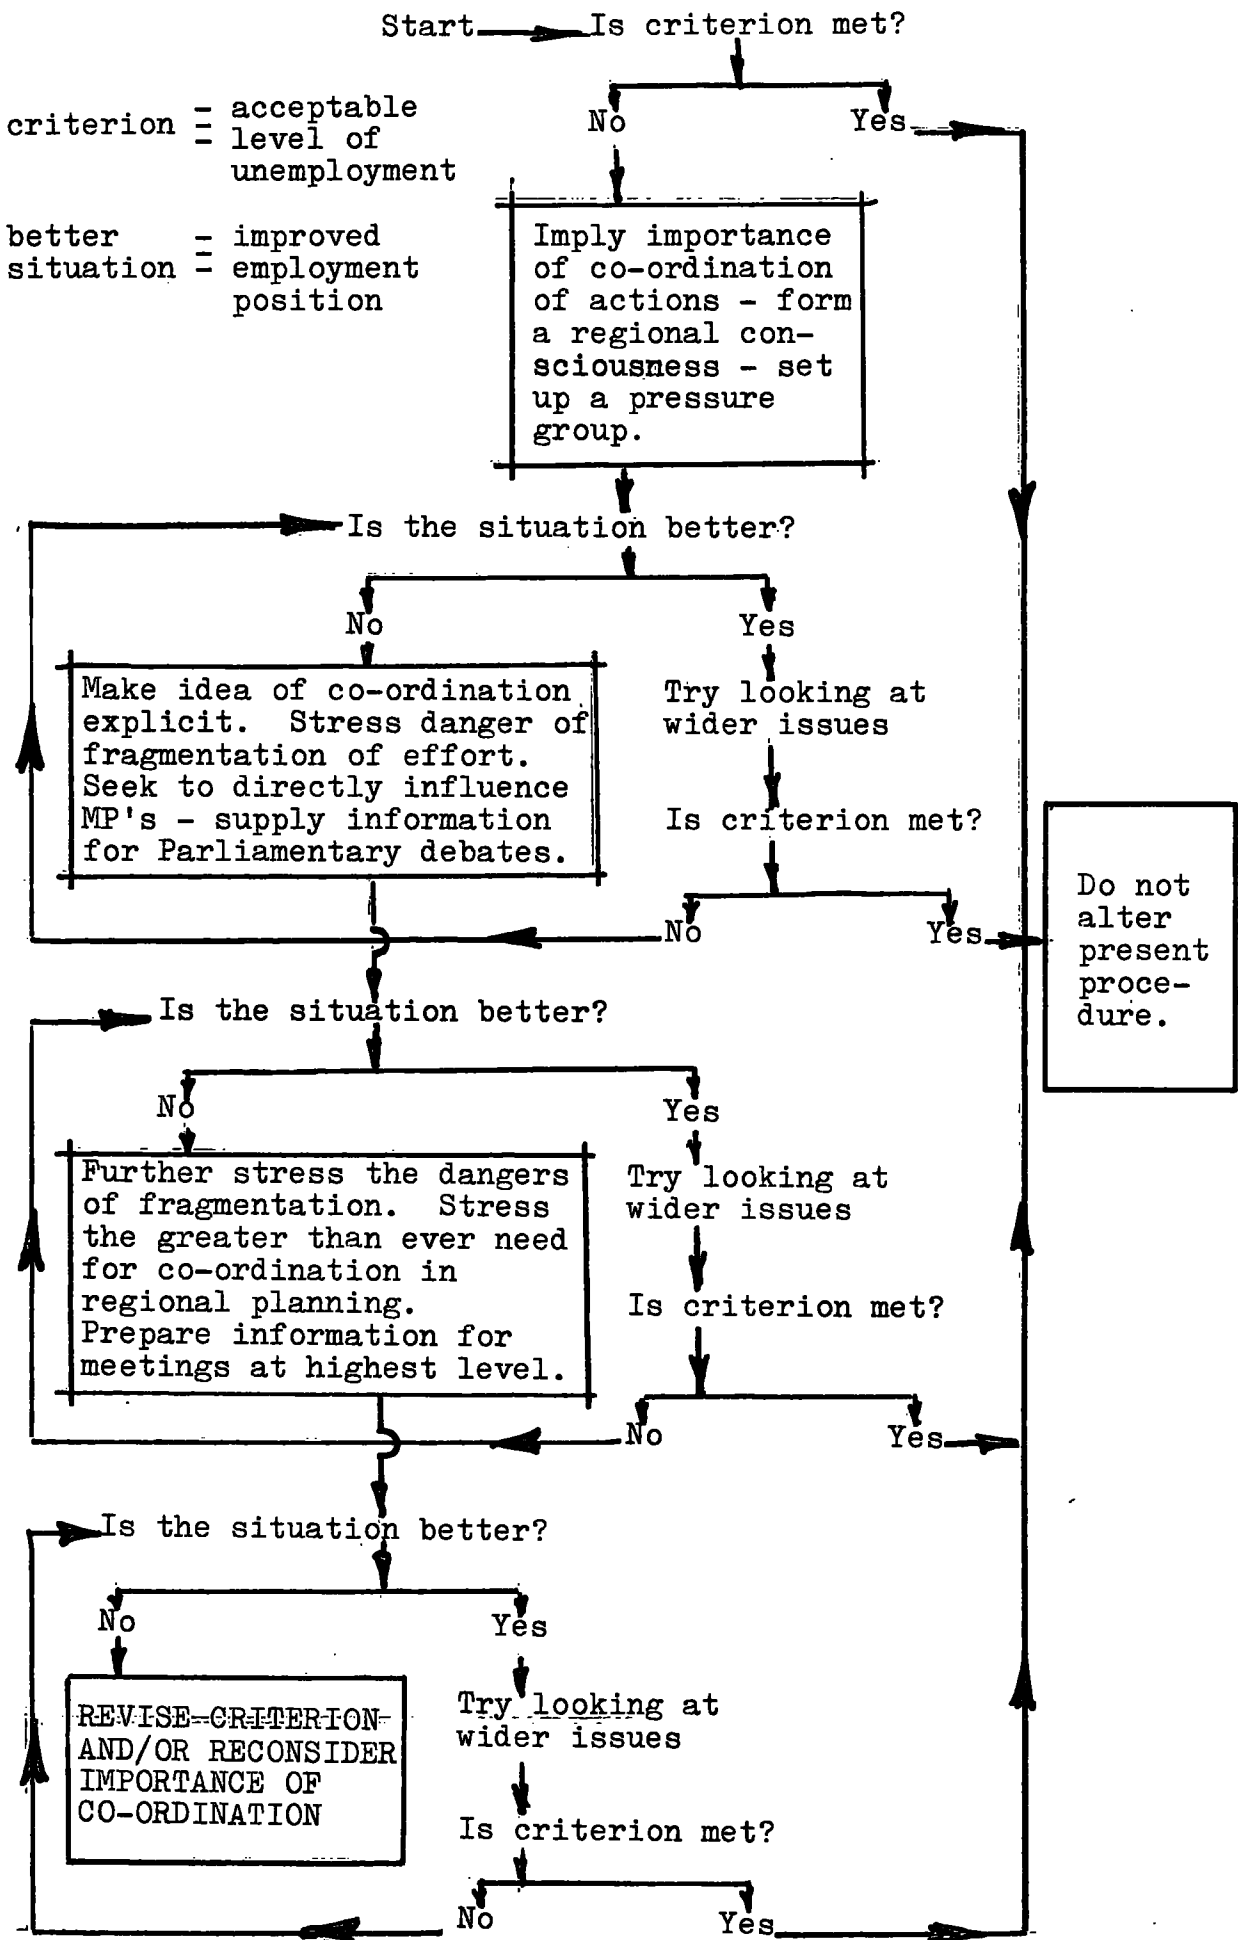 Start Is criterion met?
criterion = acceptable
= level of
unemployment
No
Yes
better = improved
situation = employment
position
Imply importance
of co-ordination
of actions - form
a regional con-
sciousness - set
up a pressure
group.
Is the situation better?
No
Yes
Make idea of co-ordination
explicit. Stress danger of
fragmentation of effort.
Seek to directly influence
MP's - supply information
for Parliamentary debates.
Try looking at
wider issues
Is criterion met?
No
Yes
Do not
alter
present
proce-
dure.
Is the situation better?
No
Yes
Further stress the dangers
of fragmentation. Stress
the greater than ever need
for co-ordination in
regional planning.
Prepare information for
meetings at highest level.
Try looking at
wider issues
Is criterion met?
No
Yes
Is the situation better?
No
Yes
REVISE CRITERION
AND/OR RECONSIDER
IMPORTANCE OF
CO-ORDINATION
Try looking at
wider issues
Is criterion met?
No
Yes